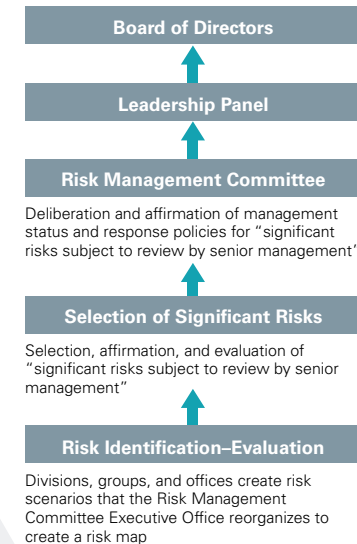 Board of Directors
Leadership Panel
Risk Management Committee
Deliberation and affirmation of management
status and response policies for “significant
risks subject to review by senior management”
Selection of Significant Risks
Selection, affirmation, and evaluation of
“significant risks subject to review by senior
management”
Risk Identification–Evaluation
Divisions, groups, and offices create risk
scenarios that the Risk Management
Committee Executive Office reorganizes to
create a risk map